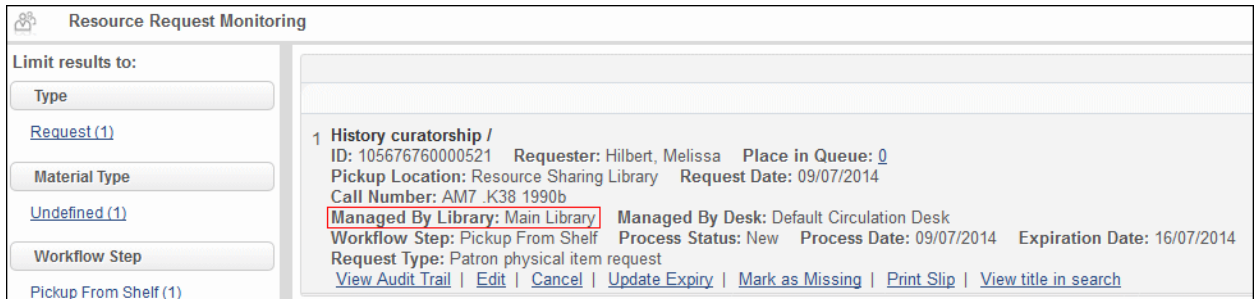 Resource Request Monitoring
Limit results to:
Type
Request (1)
Material Type
Undefined (1)
Workflow Step
Pickup From Shelf (1)
1 History curatorship /
ID: 105676760000521 Requester: Hilbert, Melissa Place in Queue: 0
Pickup Location: Resource Sharing Library Request Date: 09/07/2014
Call Number: AM7 .K38 1990b
Managed By Library: Main Library Managed By Desk: Default Circulation Desk
Workflow Step: Pickup From Shelf Process Status: New Process Date: 09/07/2014 Expiration Date: 16/07/2014
Request Type: Patron physical item request
View Audit Trail | Edit | Cancel | Update Expiry | Mark as Missing | Print Slip | View title in search